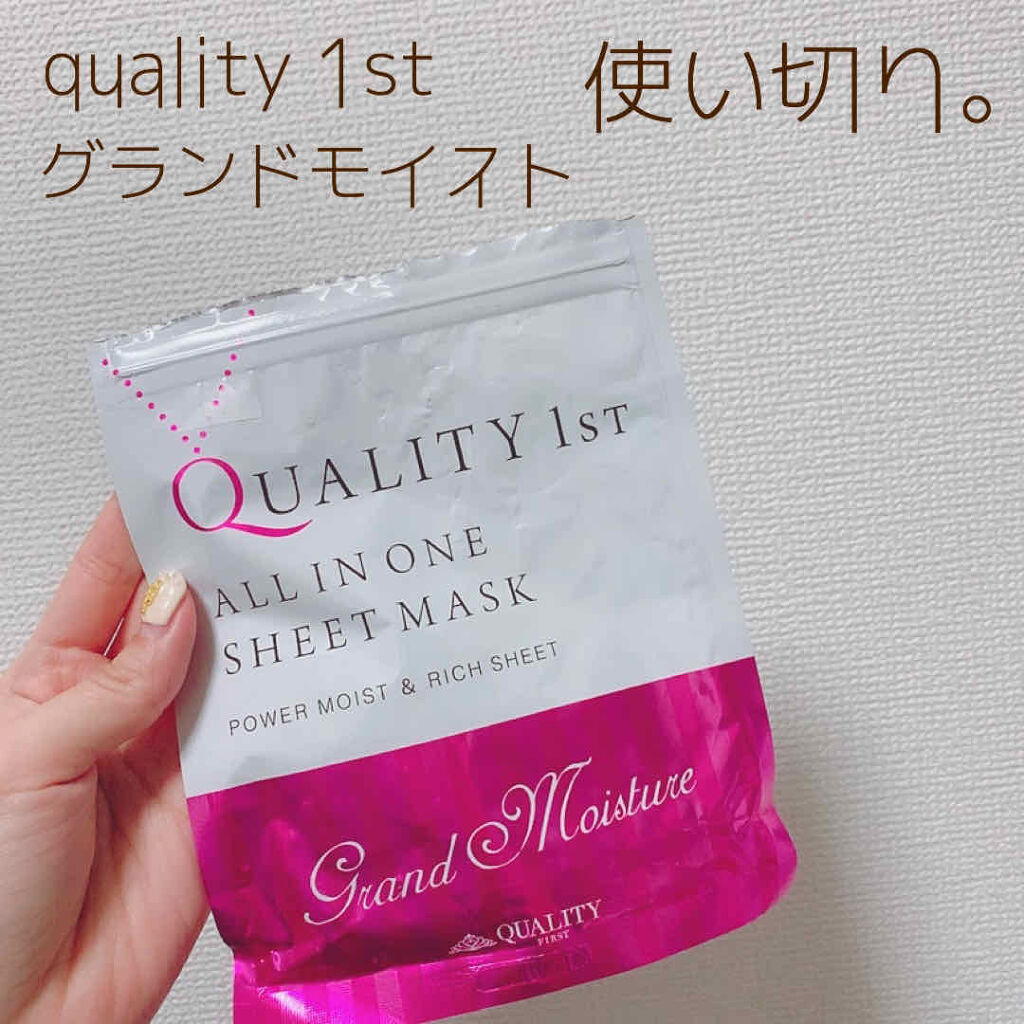 quality 1st
使い切り。
グランドモイスト
QUALITY 1ST
ALL IN ONE
SHEET MASK
POWER MOIST & RICH SHEET
Grand Moisture
QUALITY
FIRST